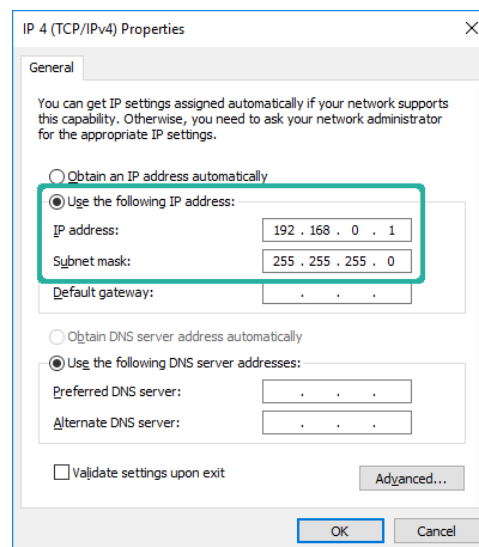 IP 4 (TCP/IPv4) Properties
General
You can get IP settings assigned automatically if your network supports
this capability. Otherwise, you need to ask your network administrator
for the appropriate IP settings.
Obtain an IP address automatically
Use the following IP address:
IP address: 192 . 168 . 0 . 1
Subnet mask: 255 . 255 . 255 . 0
Default gateway: . . .
Obtain DNS server address automatically
Use the following DNS server addresses:
Preferred DNS server: . . .
Alternate DNS server: . . .
Validate settings upon exit
Advanced...
OK Cancel